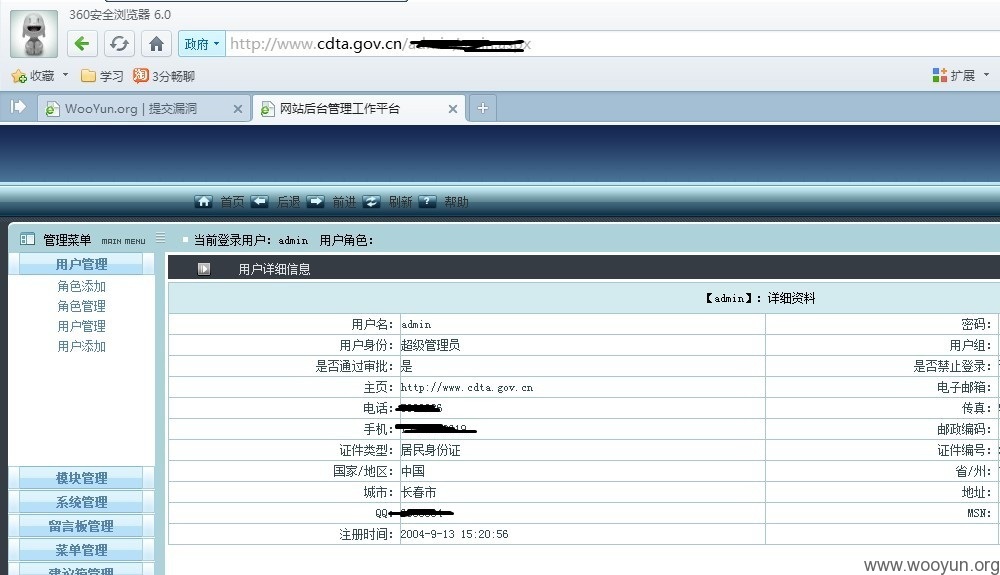 360安全浏览器 6.0
政府 http://www.cdta.gov.cn/
收藏 学习 淘 3分畅聊 扩展
WooYun.org | 提交漏洞 网站后台管理工作平台
首页 后退 前进 刷新 帮助
管理菜单 MAIN MENU 当前登录用户: admin 用户角色:
用户管理 用户详细信息
角色添加
角色管理
用户管理
用户添加
【admin】: 详细资料
用户名: admin 密码:
用户身份: 超级管理员 用户组:
是否通过审批: 是 是否禁止登录:
主页: http://www.cdta.gov.cn 电子邮箱:
电话: 传真:
手机: 邮政编码:
证件类型: 居民身份证 证件编号:
国家/地区: 中国 省/州:
城市: 长春市 地址:
QQ MSN:
注册时间: 2004-9-13 15:20:56
模块管理
系统管理
留言板管理
菜单管理
建议箱管理
www.wooyun.org